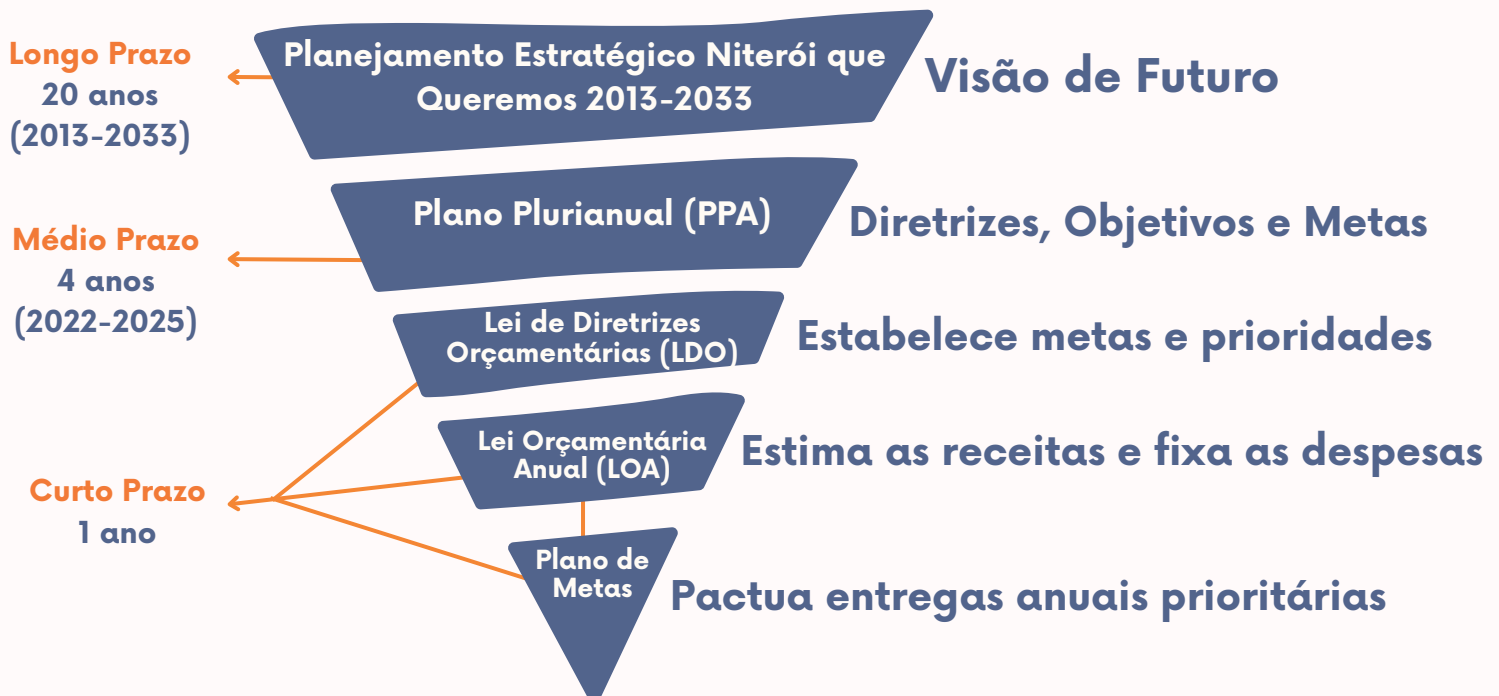 Longo Prazo
20 anos
(2013-2033)
Planejamento Estratégico Niterói que
Queremos 2013-2033
Visão de Futuro
Médio Prazo
4 anos
(2022-2025)
Plano Plurianual (PPA)
Diretrizes, Objetivos e Metas
Lei de Diretrizes
Orçamentárias (LDO)
Estabelece metas e prioridades
Curto Prazo
1 ano
Lei Orçamentária
Anual (LOA)
Estima as receitas e fixa as despesas
Plano de
Metas
Pactua entregas anuais prioritárias